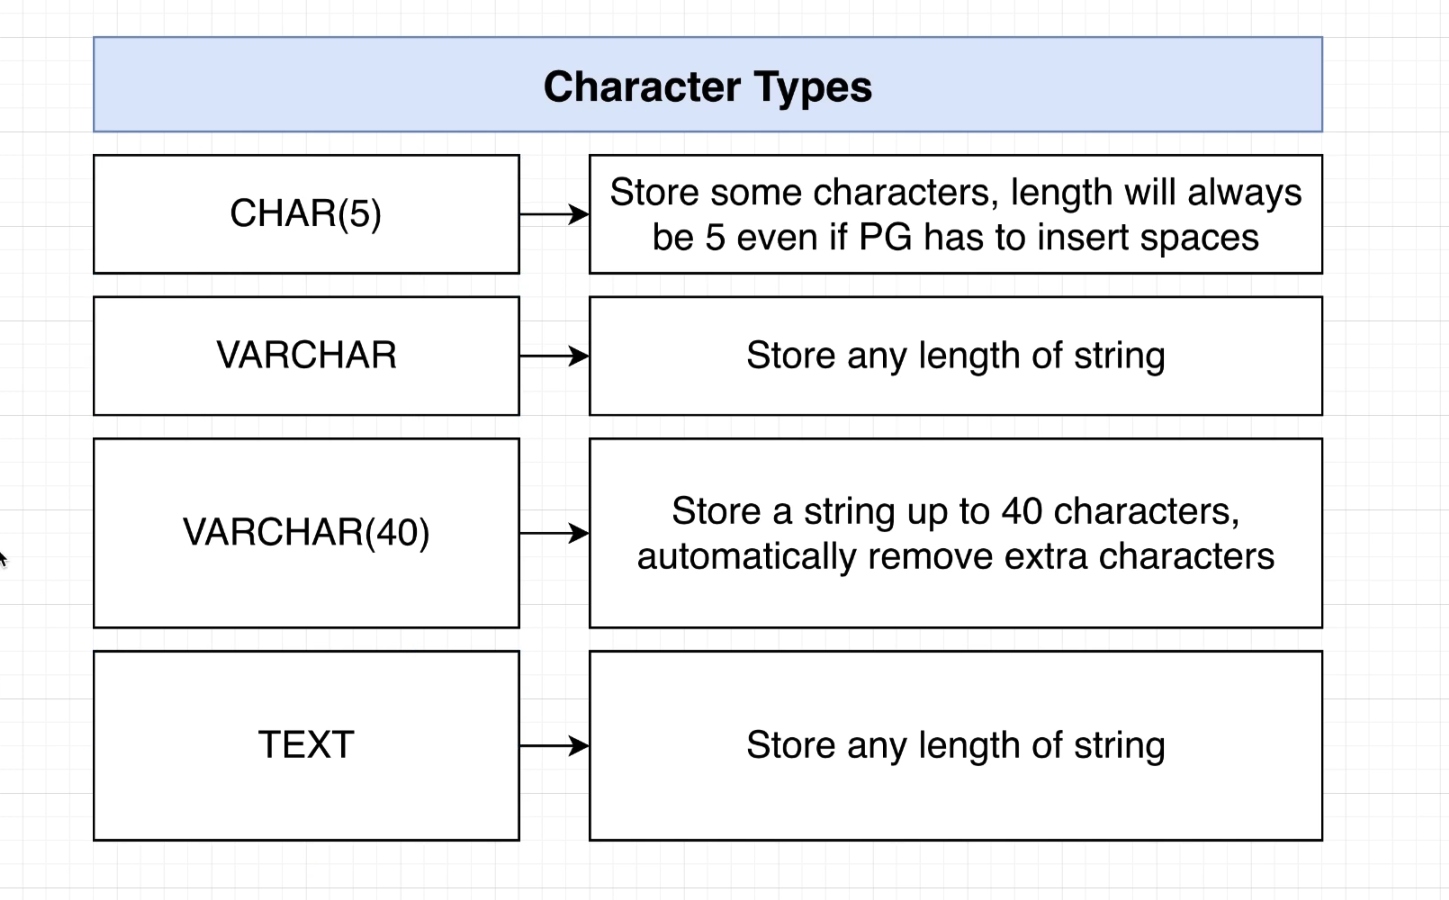 Character Types
CHAR(5)
Store some characters, length will always
be 5 even if PG has to insert spaces
VARCHAR
Store any length of string
VARCHAR(40)
Store a string up to 40 characters,
automatically remove extra characters
TEXT
Store any length of string